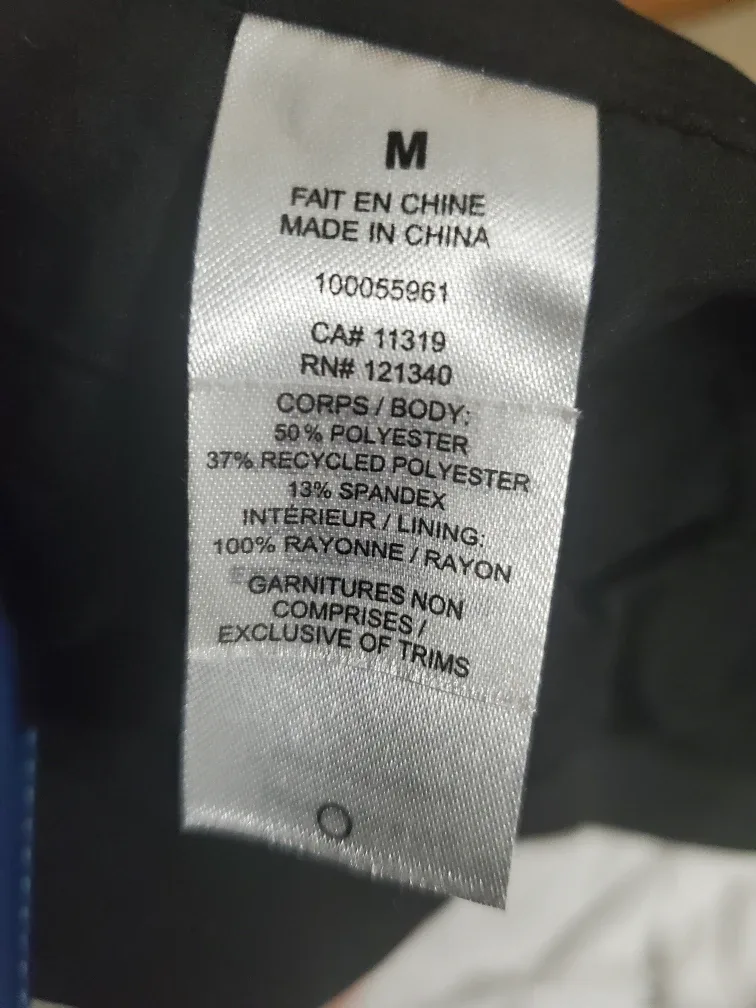 M
FAIT EN CHINE
MADE IN CHINA
100055961
CA# 11319
RN# 121340
CORPS / BODY:
50% POLYESTER
37% RECYCLED POLYESTER
13% SPANDEX
INTÉRIEUR / LINING:
100% RAYONNE / RAYON
GARNITURES NON
COMPRISES /
EXCLUSIVE OF TRIMS